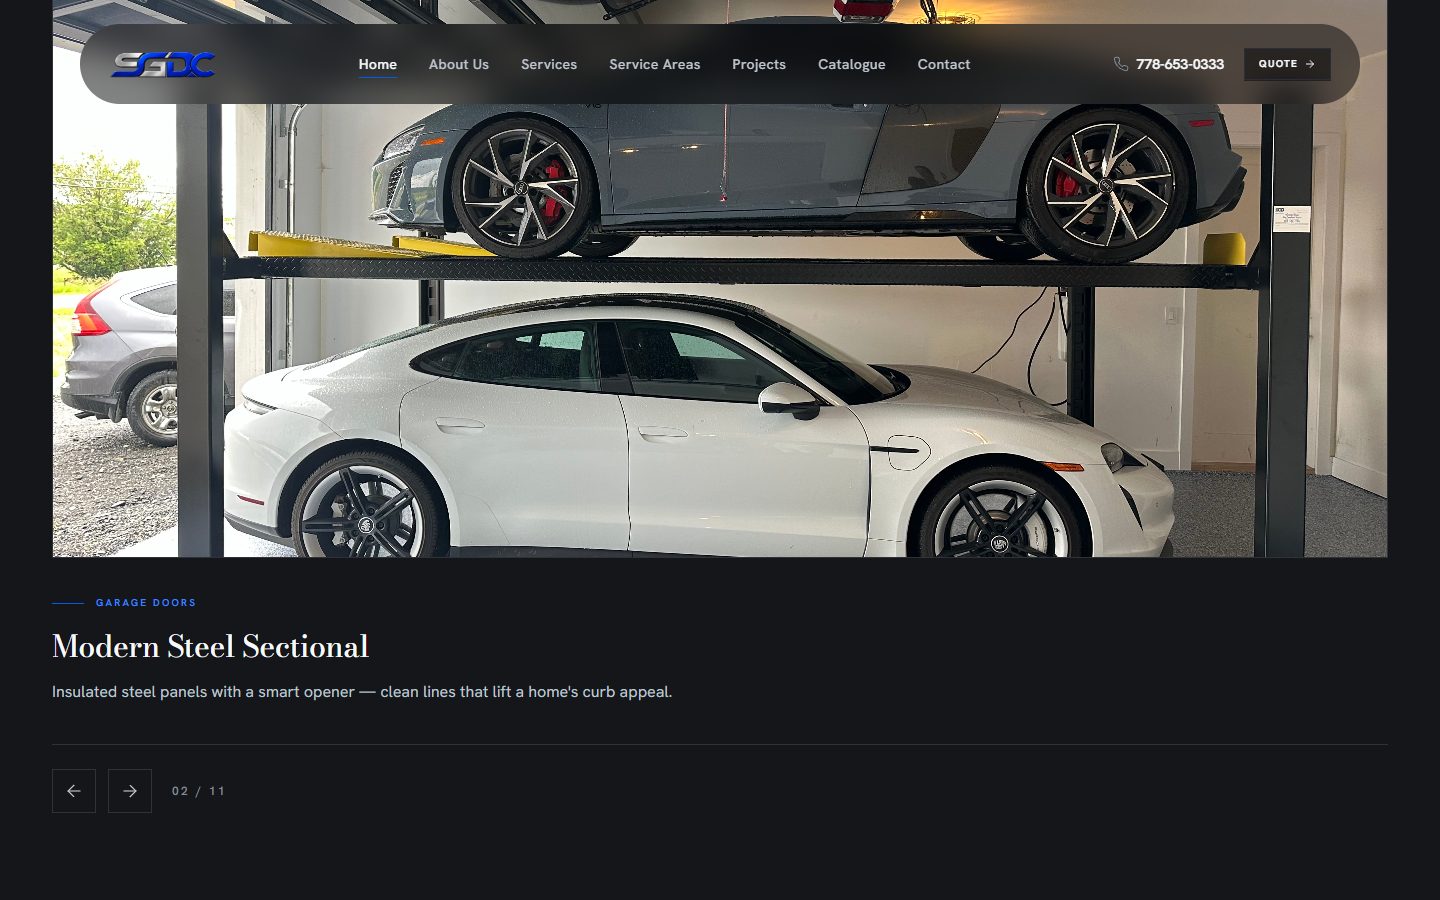 SGDC
Home
About Us
Services
Service Areas
Projects
Catalogue
Contact
778-653-0333
QUOTE →
GARAGE DOORS
Modern Steel Sectional
Insulated steel panels with a smart opener — clean lines that lift a home's curb appeal.
← → 02 / 11